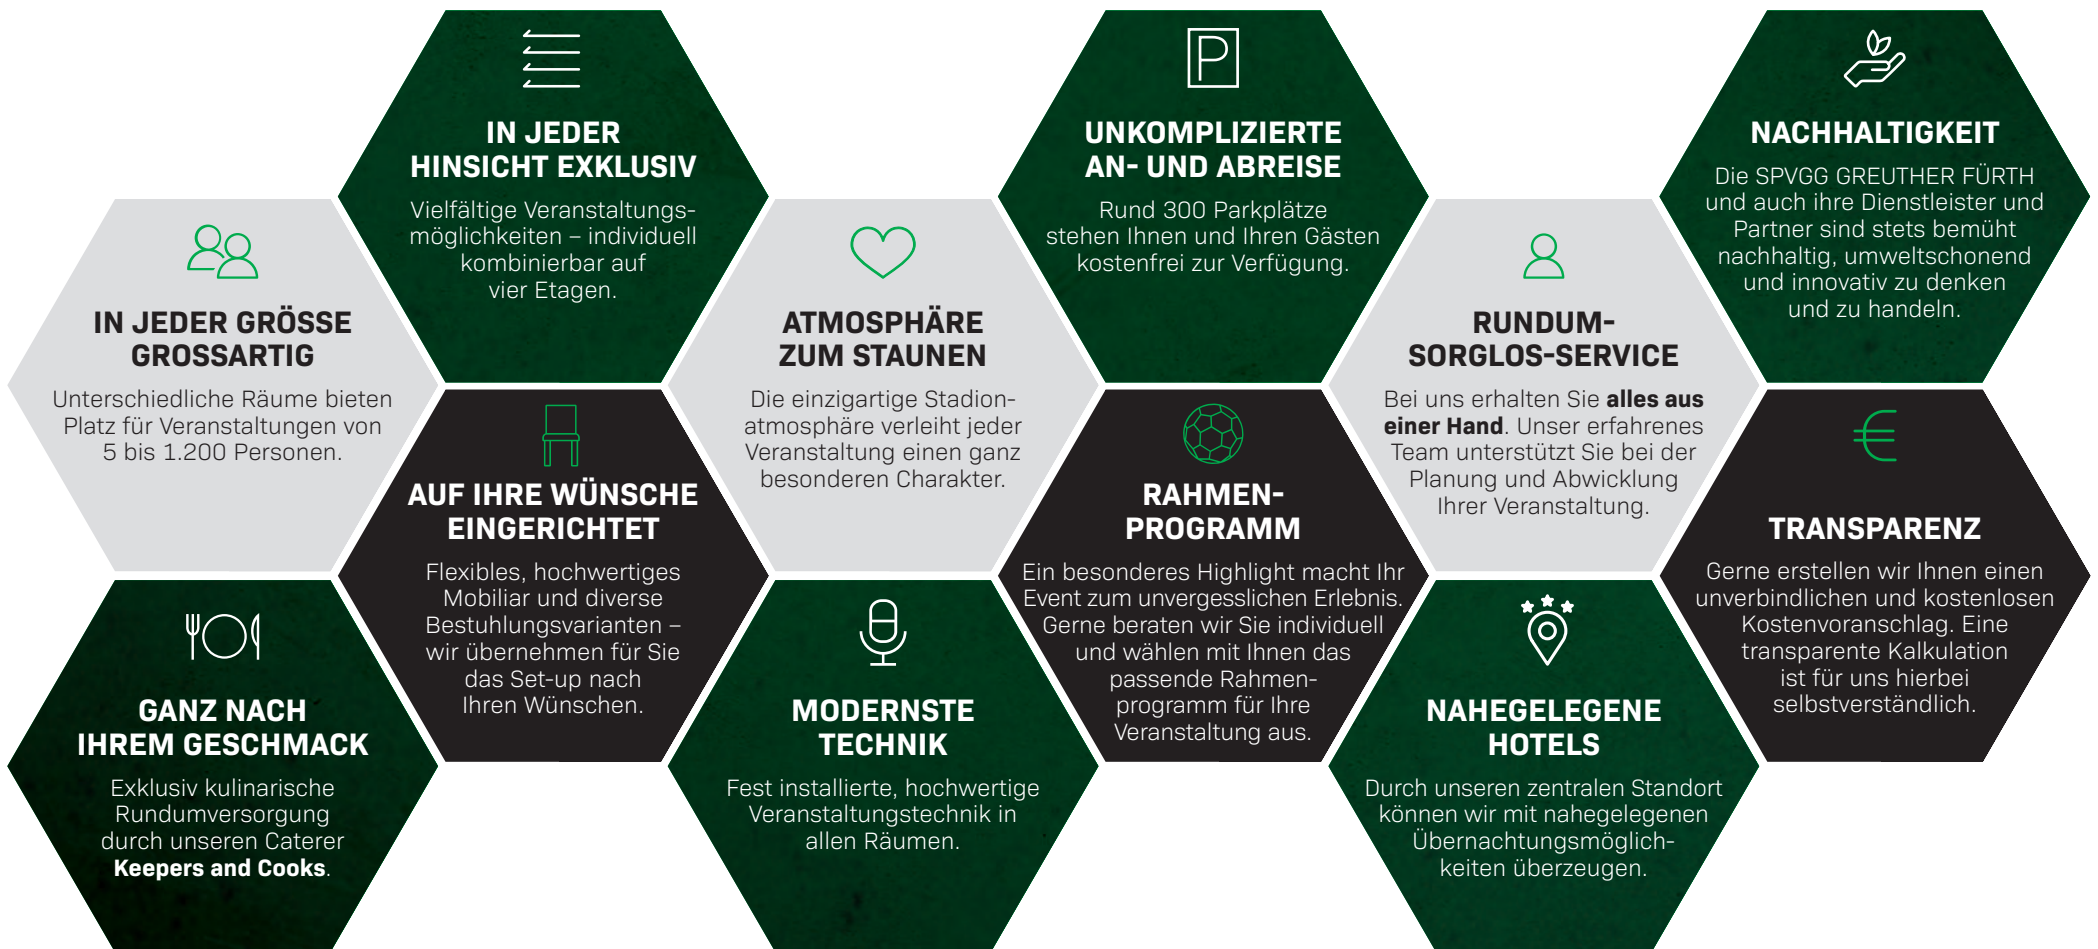 IN JEDER GRÖSSE
GROSSARTIG
Unterschiedliche Räume bieten
Platz für Veranstaltungen von
5 bis 1.200 Personen.
GANZ NACH
IHREM GESCHMACK
Exklusiv kulinarische
Rundumversorgung
durch unseren Caterer
Keepers and Cooks.
IN JEDER
HINSICHT EXKLUSIV
Vielfältige Veranstaltungs-
möglichkeiten – individuell
kombinierbar auf
vier Etagen.
AUF IHRE WÜNSCHE
EINGERICHTET
Flexibles, hochwertiges
Mobiliar und diverse
Bestuhlungsvarianten –
wir übernehmen für Sie
das Set-up nach
Ihren Wünschen.
ATMOSPHÄRE
ZUM STAUNEN
Die einzigartige Stadion-
atmosphäre verleiht jeder
Veranstaltung einen ganz
besonderen Charakter.
MODERNSTE
TECHNIK
Fest installierte, hochwertige
Veranstaltungstechnik in
allen Räumen.
P
UNKOMPLIZIERTE
AN- UND ABREISE
Rund 300 Parkplätze
stehen Ihnen und Ihren Gästen
kostenfrei zur Verfügung.
RAHMEN-
PROGRAMM
Ein besonderes Highlight macht Ihr
Event zum unvergesslichen Erlebnis.
Gerne beraten wir Sie individuell
und wählen mit Ihnen das
passende Rahmen-
programm für Ihre
Veranstaltung aus.
RUNDUM-
SORGLOS-SERVICE
Bei uns erhalten Sie alles aus
einer Hand. Unser erfahrenes
Team unterstützt Sie bei der
Planung und Abwicklung
Ihrer Veranstaltung.
NAHEGELEGENE
HOTELS
Durch unseren zentralen Standort
können wir mit nahegelegenen
Übernachtungsmöglich-
keiten überzeugen.
NACHHALTIGKEIT
Die SPVGG GREUTHER FÜRTH
und auch ihre Dienstleister und
Partner sind stets bemüht
nachhaltig, umweltschonend
und innovativ zu denken
und zu handeln.
€
TRANSPARENZ
Gerne erstellen wir Ihnen einen
unverbindlichen und kostenlosen
Kostenvoranschlag. Eine
transparente Kalkulation
ist für uns hierbei
selbstverständlich.